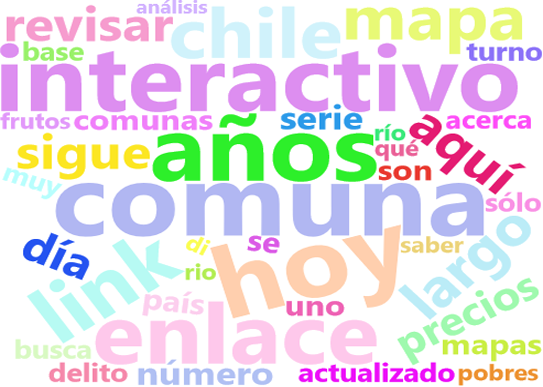 análisis
revisar chile mapa
base turno
interactivo
frutos comunas serie acerca
sigue años río aquí
qué
son
muy comuna sólo
día di se saber
link rio hoy largo
país uno precios
busca enlace mapas
delito número actualizado pobres